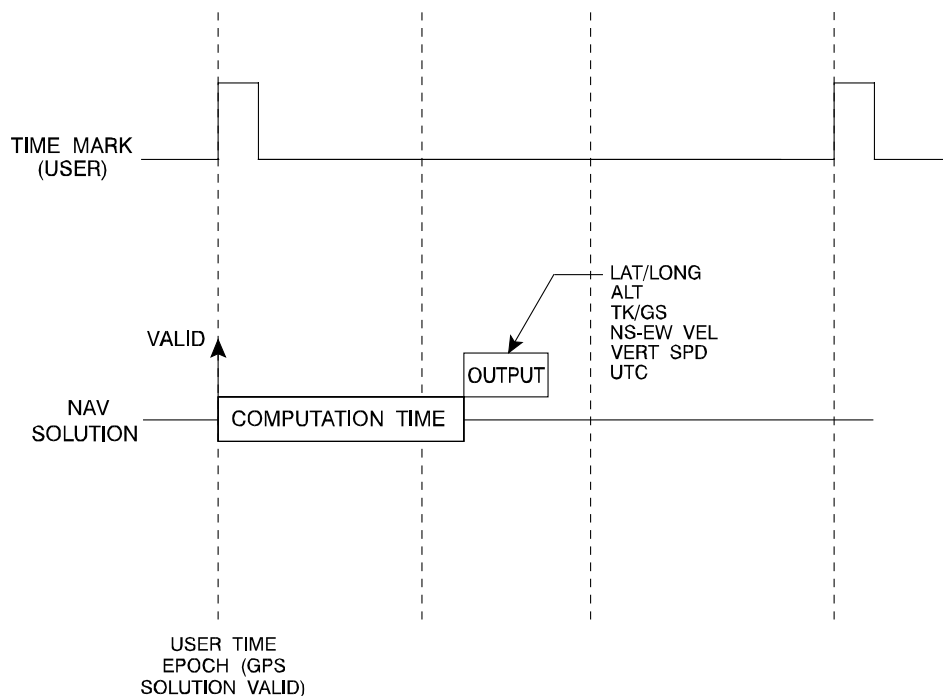 TIME MARK
(USER)
LAT/LONG
ALT
TK/GS
NS-EW VEL
VERT SPD
UTC
VALID
OUTPUT
NAV
SOLUTION
COMPUTATION TIME
USER TIME
EPOCH (GPS
SOLUTION VALID)